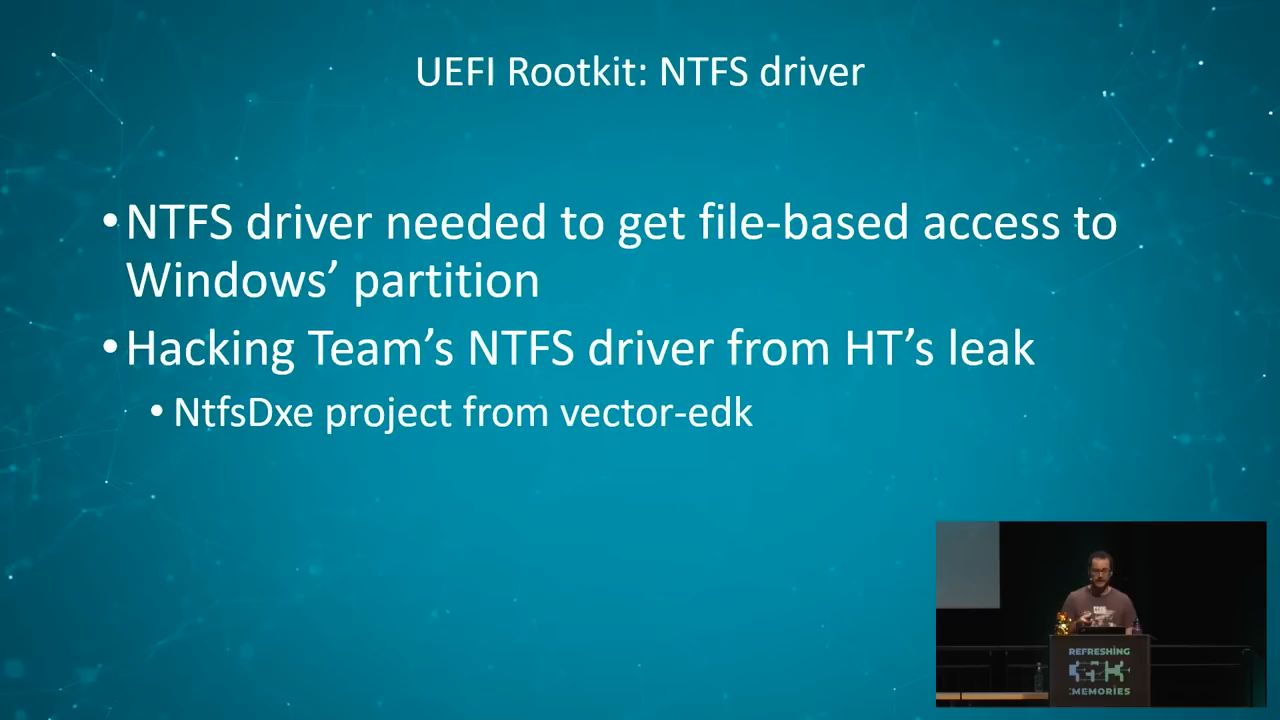 UEFI Rootkit: NTFS driver
•NTFS driver needed to get file-based access to
Windows’ partition
•Hacking Team’s NTFS driver from HT’s leak
•NtfsDxe project from vector-edk
REFRESHING
MEMORIES